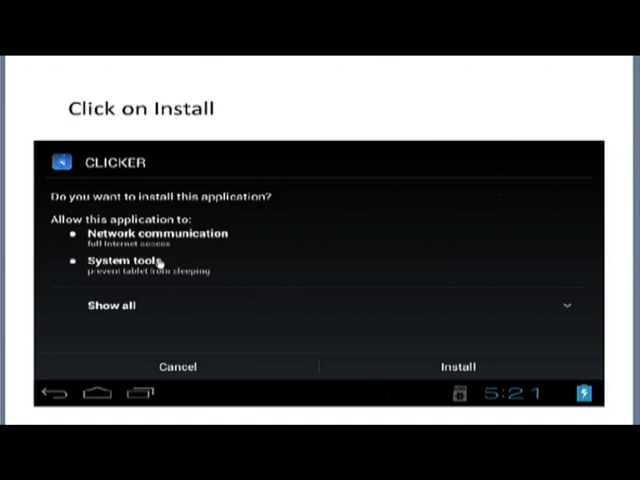 Click on Install
CLICKER
Do you want to install this application?
Allow this application to:
Network communication
full Internet access
System tools
prevent tablet from sleeping
Show all
Cancel
Install
5:21